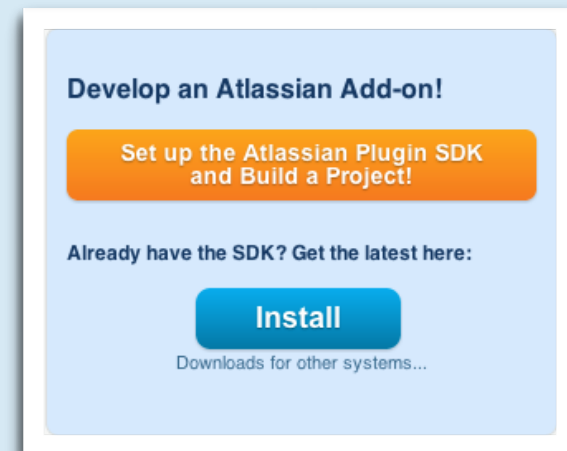 Develop an Atlassian Add-on!
Set up the Atlassian Plugin SDK
and Build a Project!
Already have the SDK? Get the latest here:
Install
Downloads for other systems...